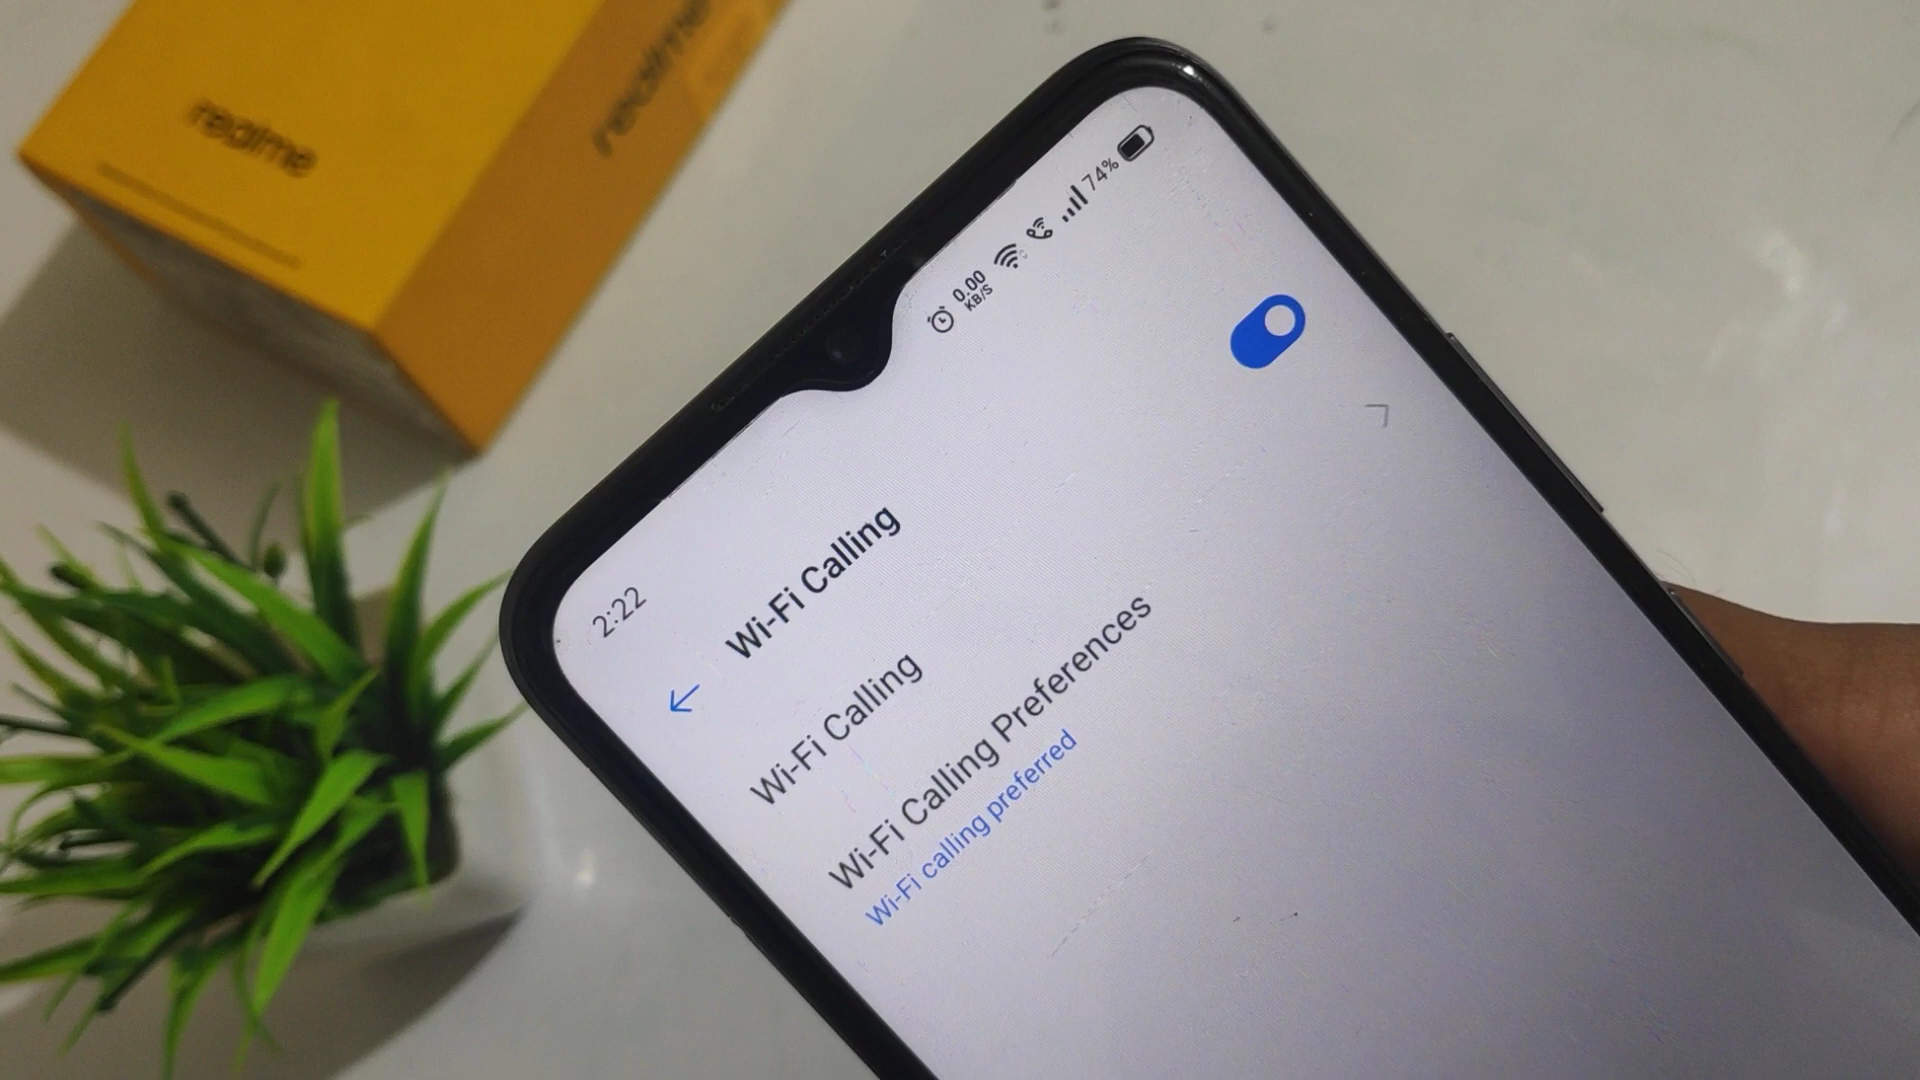 realme
realme
2:22
0.00
KB/S
74%
Wi-Fi Calling
Wi-Fi Calling
Wi-Fi Calling Preferences
Wi-Fi calling preferred